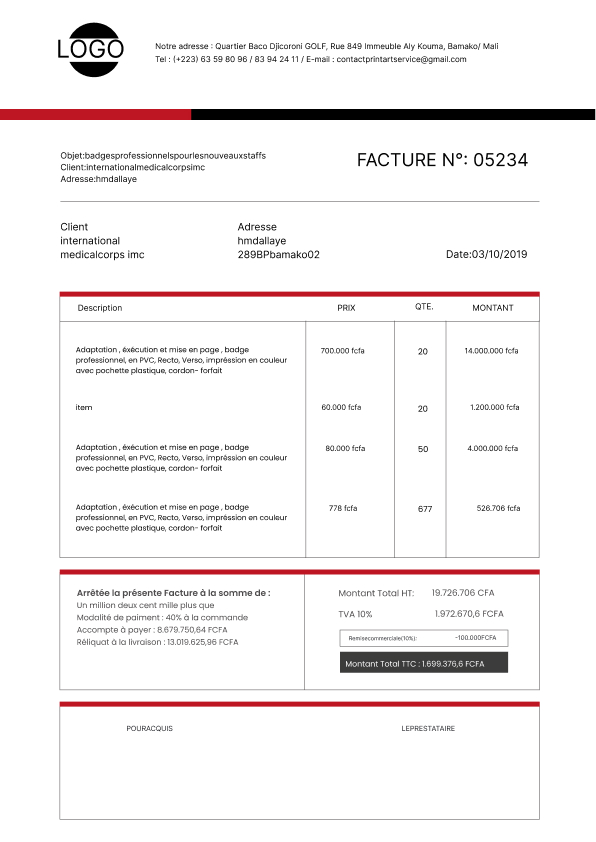 LOGO
Notre adresse : Quartier Baco Djicoroni GOLF, Rue 849 Immeuble Aly Kouma, Bamako/ Mali
Tel : (+223) 63 59 80 96 / 83 94 24 11 / E-mail : contactprintartservice@gmail.com
Objet:badgesprofessionnelspourlesnouveauxstaffs
Client:internationalmedicalcorpsimc
Adresse:hmdallaye
FACTURE N°: 05234
Client
international
medicalcorps imc
Adresse
hmdallaye
289BPbamako02
Date:03/10/2019
Description PRIX QTE. MONTANT
Adaptation , éxécution et mise en page , badge
professionnel, en PVC, Recto, Verso, impréssion en couleur
avec pochette plastique, cordon- forfait
700.000 fcfa 20 14.000.000 fcfa
item 60.000 fcfa 20 1.200.000 fcfa
Adaptation , éxécution et mise en page , badge
professionnel, en PVC, Recto, Verso, impréssion en couleur
avec pochette plastique, cordon- forfait
80.000 fcfa 50 4.000.000 fcfa
Adaptation , éxécution et mise en page , badge
professionnel, en PVC, Recto, Verso, impréssion en couleur
avec pochette plastique, cordon- forfait
778 fcfa 677 526.706 fcfa
Arrêtée la présente Facture à la somme de :
Un million deux cent mille plus que
Modalité de paiment : 40% à la commande
Accompte à payer : 8.679.750,64 FCFA
Réliquat à la livraison : 13.019.625,96 FCFA
Montant Total HT: 19.726.706 CFA
TVA 10% 1.972.670,6 FCFA
Remisecommerciale(10%): -100.000FCFA
Montant Total TTC : 1.699.376,6 FCFA
POURACQUIS LEPRESTATAIRE